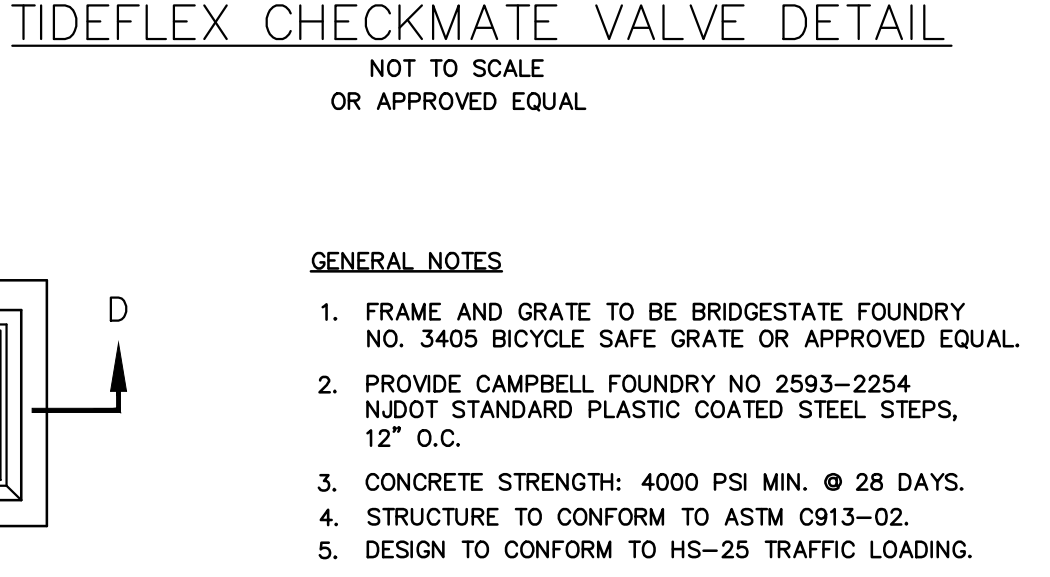 TIDEFLEX CHECKMATE VALVE DETAIL
NOT TO SCALE
OR APPROVED EQUAL
D
GENERAL NOTES
1. FRAME AND GRATE TO BE BRIDGESTATE FOUNDRY
NO. 3405 BICYCLE SAFE GRATE OR APPROVED EQUAL.
2. PROVIDE CAMPBELL FOUNDRY NO 2593-2254
NJDOT STANDARD PLASTIC COATED STEEL STEPS,
12" O.C.
3. CONCRETE STRENGTH: 4000 PSI MIN. @ 28 DAYS.
4. STRUCTURE TO CONFORM TO ASTM C913-02.
5. DESIGN TO CONFORM TO HS-25 TRAFFIC LOADING.